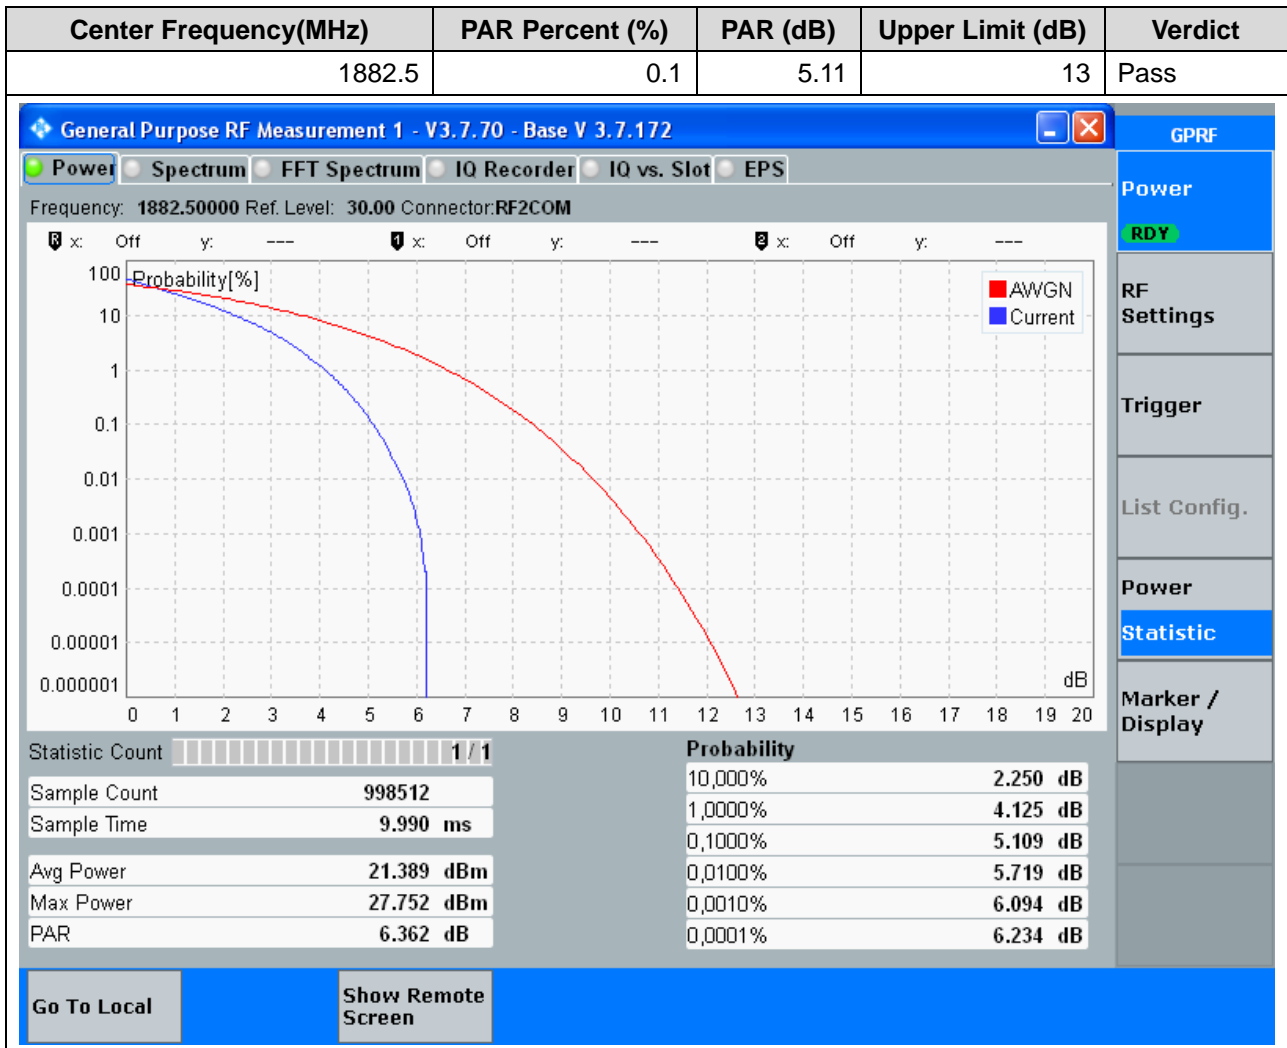 Center Frequency(MHz) PAR Percent (%) PAR (dB) Upper Limit (dB) Verdict
1882.5 0.1 5.11 13 Pass
General Purpose RF Measurement 1 - V3.7.70 - Base V 3.7.172
GPRF
Power Spectrum FFT Spectrum IQ Recorder IQ vs. Slot EPS
Frequency: 1882.50000 Ref. Level: 30.00 Connector:RF2COM
R x: Off y: --- 1 x: Off y: --- 2 x: Off y: ---
Probability[%]
AWGN
Current
100
10
1
0.1
0.01
0.001
0.0001
0.00001
0.000001
dB
0 1 2 3 4 5 6 7 8 9 10 11 12 13 14 15 16 17 18 19 20
Statistic Count 1 / 1
Sample Count 998512
Sample Time 9.990 ms
Avg Power 21.389 dBm
Max Power 27.752 dBm
PAR 6.362 dB
Probability
10,000% 2.250 dB
1,0000% 4.125 dB
0,1000% 5.109 dB
0,0100% 5.719 dB
0,0010% 6.094 dB
0,0001% 6.234 dB
Power
RDY
RF
Settings
Trigger
List Config.
Power
Statistic
Marker /
Display
Go To Local
Show Remote
Screen